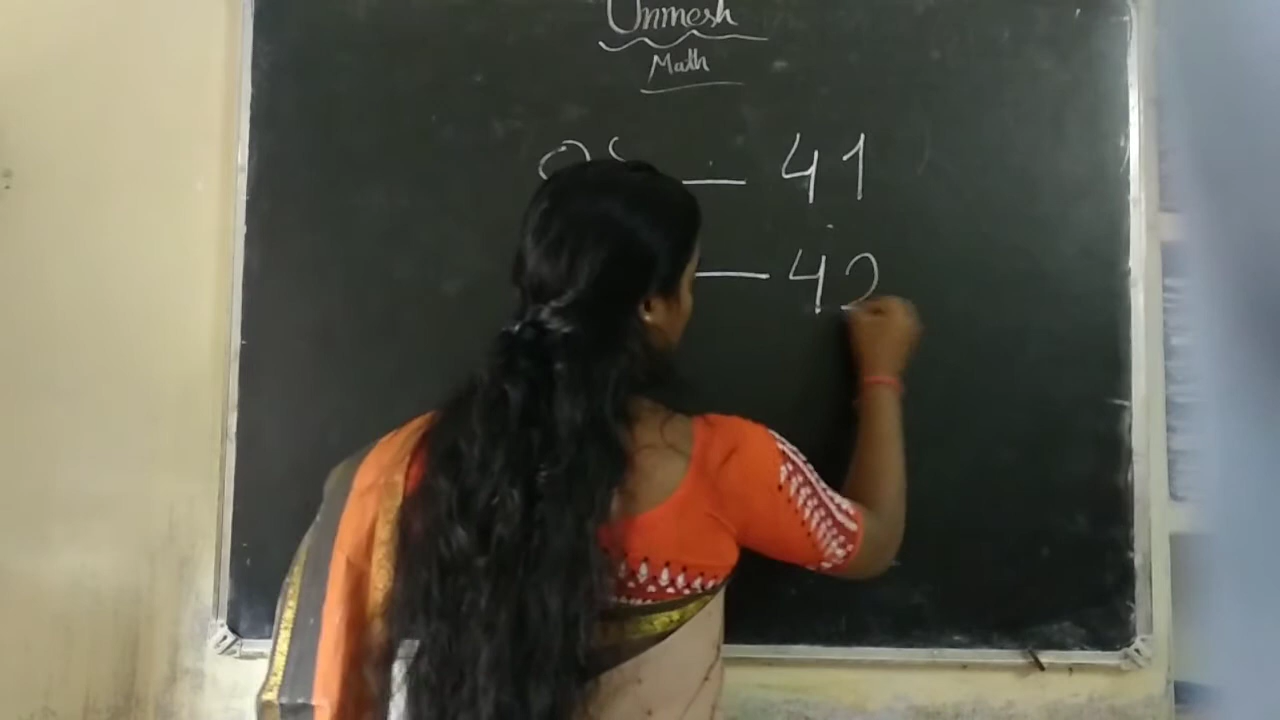 Unmesh
Math
— 41
— 42